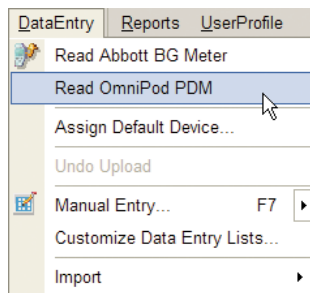 DataEntry Reports UserProfile
Read Abbott BG Meter
Read OmniPod PDM
Assign Default Device...
Undo Upload
Manual Entry... F7
Customize Data Entry Lists...
Import